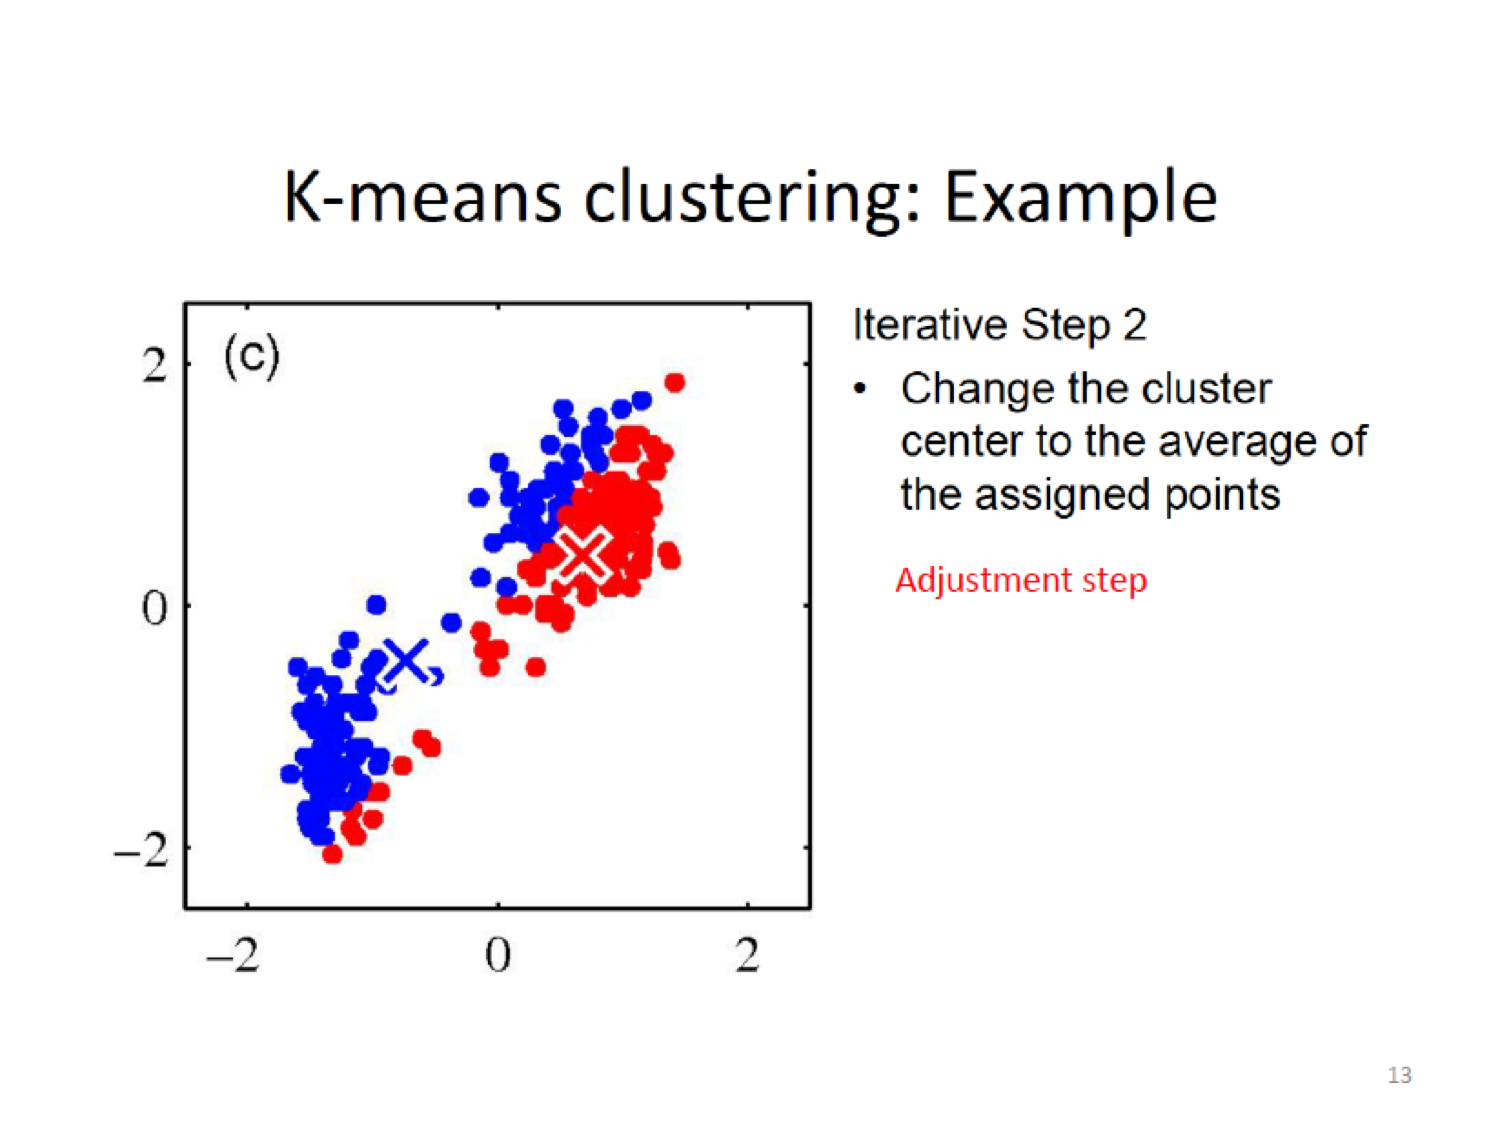 K-means clustering: Example
(c)
2
0
−2
−2 0 2
Iterative Step 2
• Change the cluster
center to the average of
the assigned points
Adjustment step
13